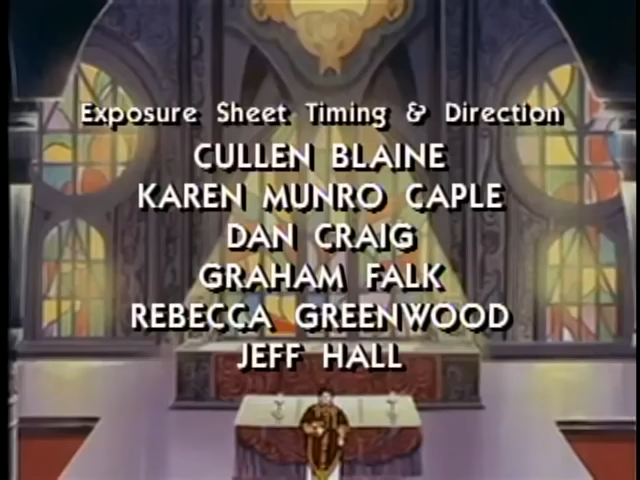 Exposure Sheet Timing & Direction
CULLEN BLAINE
KAREN MUNRO CAPLE
DAN CRAIG
GRAHAM FALK
REBECCA GREENWOOD
JEFF HALL